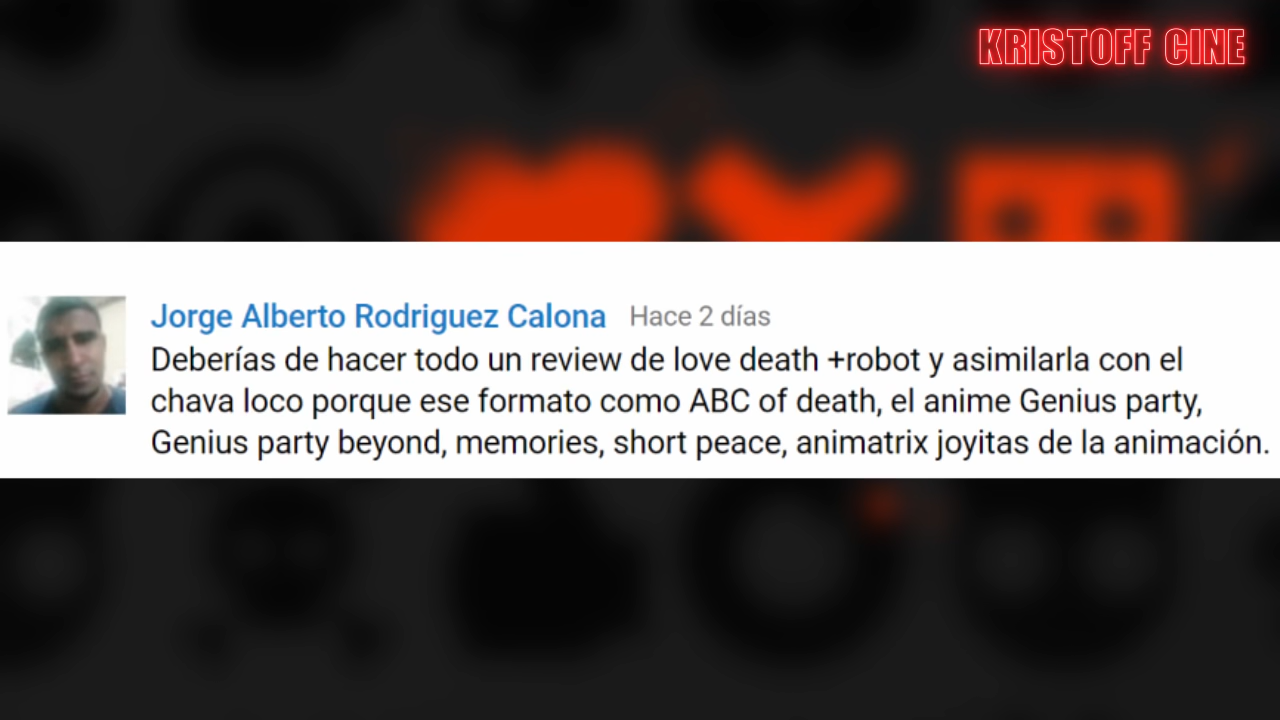 KRISTOFF CINE
Jorge Alberto Rodriguez Calona Hace 2 días
Deberías de hacer todo un review de love death +robot y asimilarla con el
chava loco porque ese formato como ABC of death, el anime Genius party,
Genius party beyond, memories, short peace, animatrix joyitas de la animación.